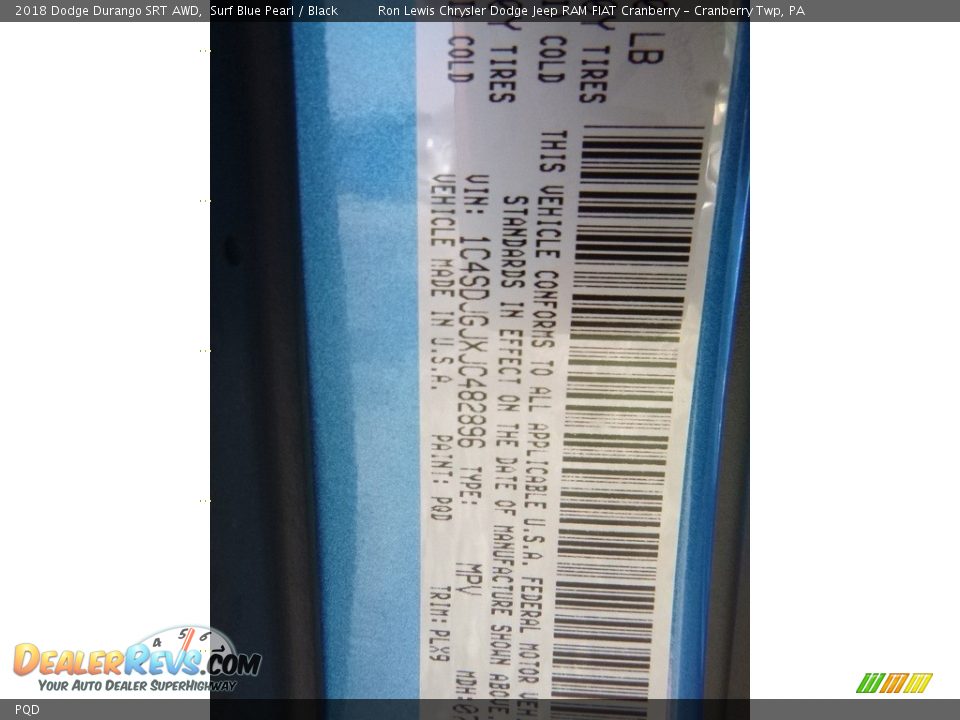 2018 Dodge Durango SRT AWD, Surf Blue Pearl / Black Ron Lewis Chrysler Dodge Jeep RAM FIAT Cranberry - Cranberry Twp, PA
LB
TIRES COLD
TIRES COLD
THIS VEHICLE CONFORMS TO ALL APPLICABLE U.S.A. FEDERAL MOTOR
STANDARDS IN EFFECT ON THE DATE OF MANUFACTURE SHOWN ABOVE.
VIN: 1C4SDJGJXJC482896 TYPE: MPV
VEHICLE MADE IN U.S.A. PAINT: PQD TRIM: PLX9
DEALERREVS.COM
YOUR AUTO DEALER SUPERHIGHWAY
4 5 6
PQD